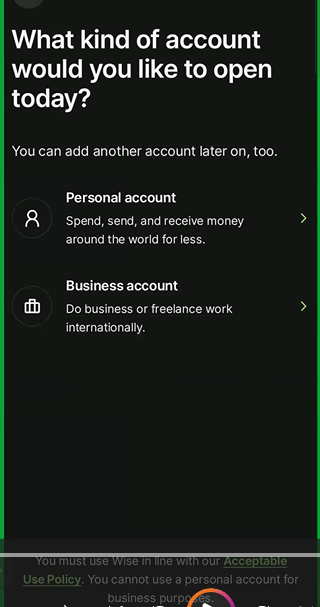 What kind of account
would you like to open
today?
You can add another account later on, too.
Personal account
Spend, send, and receive money
around the world for less.
Business account
Do business or freelance work
internationally.
You must use Wise in line with our Acceptable
Use Policy. You cannot use a personal account for
business purposes.